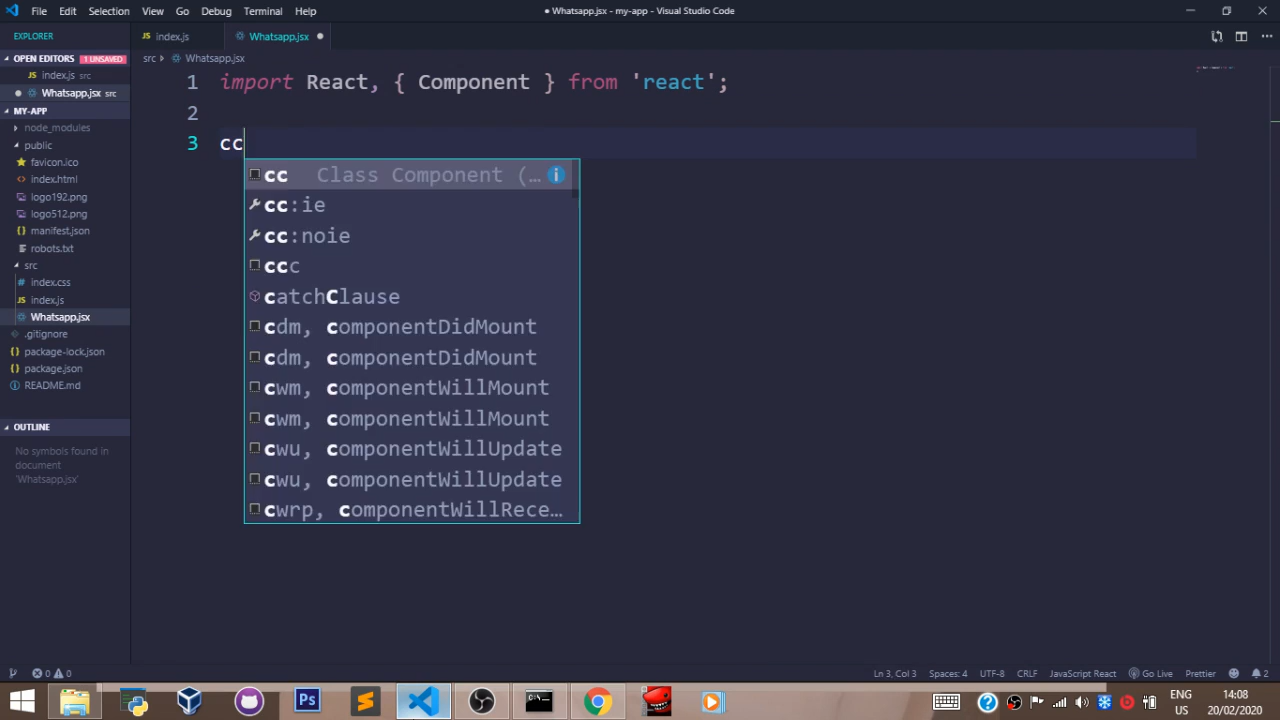 File Edit Selection View Go Debug Terminal Help
● Whatsapp.jsx - my-app - Visual Studio Code
EXPLORER
OPEN EDITORS 1 UNSAVED
index.js src
● Whatsapp.jsx src
MY-APP
node_modules
public
favicon.ico
index.html
logo192.png
logo512.png
manifest.json
robots.txt
src
index.css
index.js
Whatsapp.jsx
.gitignore
package-lock.json
package.json
README.md
OUTLINE
No symbols found in
document
'Whatsapp.jsx'
index.js Whatsapp.jsx ●
src Whatsapp.jsx
1 import React, { Component } from 'react';
2
3 cc
cc Class Component (…
cc:ie
cc:noie
ccc
catchClause
cdm, componentDidMount
cdm, componentDidMount
cwm, componentWillMount
cwm, componentWillMount
cwu, componentWillUpdate
cwu, componentWillUpdate
cwrp, componentWillRece…
0 0 Ln 3, Col 3 Spaces: 4 UTF-8 CRLF JavaScript React Go Live Prettier 2
Ps
ENG
US
14:08
20/02/2020